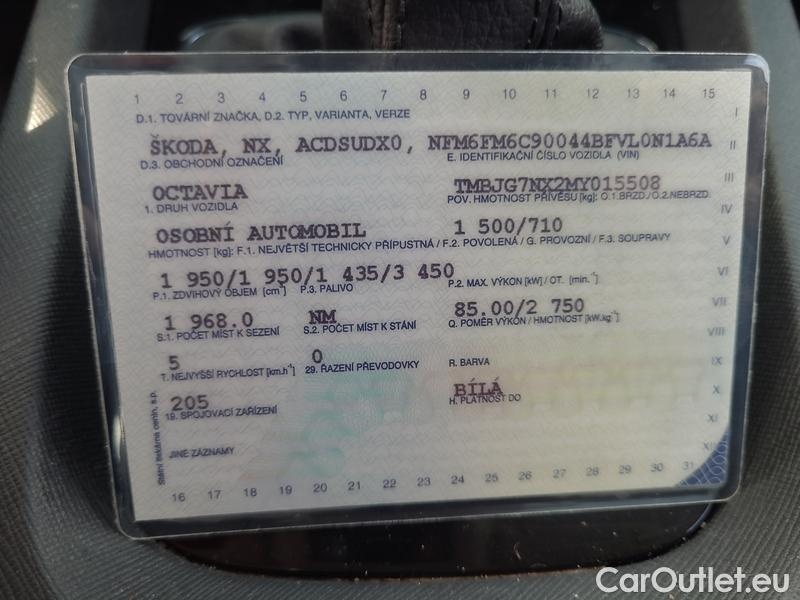 1 2 3 4 5 6 7 8 9 10 11 12 13 14 15
D.1. TOVÁRNÍ ZNAČKA, D.2. TYP, VARIANTA, VERZE
I
ŠKODA, NX, ACDSUDX0, NFM6FM6C90044BFVL0N1A6A
II
D.3. OBCHODNÍ OZNAČENÍ E. IDENTIFIKAČNÍ ČÍSLO VOZIDLA (VIN)
OCTAVIA TMBJG7NX2MY015508
III
1. DRUH VOZIDLA POV. HMOTNOST PŘÍVĚSU [kg]: O.1.BRZD./O.2.NEBRZD.
IV
OSOBNÍ AUTOMOBIL 1 500/710
HMOTNOST [kg]: F.1. NEJVĚTŠÍ TECHNICKY PŘÍPUSTNÁ / F.2. POVOLENÁ / G. PROVOZNÍ / F.3. SOUPRAVY
V
1 950/1 950/1 435/3 450
VI
P.1. ZDVIHOVÝ OBJEM [cm³] P.3. PALIVO P.2. MAX. VÝKON [kW] / OT. [min.⁻¹]
1 968.0 NM 85.00/2 750
VII
S.1. POČET MÍST K SEZENÍ S.2. POČET MÍST K STÁNÍ Q. POMĚR VÝKON / HMOTNOST [kW.kg⁻¹]
VIII
5 0
T. NEJVYŠŠÍ RYCHLOST [km.h⁻¹] 29. ŘAZENÍ PŘEVODOVKY R. BARVA
IX
205 BÍLÁ
X
19. SPOJOVACÍ ZAŘÍZENÍ H. PLATNOST DO
XI
JINÉ ZÁZNAMY
XII
Státní tiskárna cenin, s.p.
16 17 18 19 20 21 22 23 24 25 26 27 28 29 30 31
CarOutlet.eu